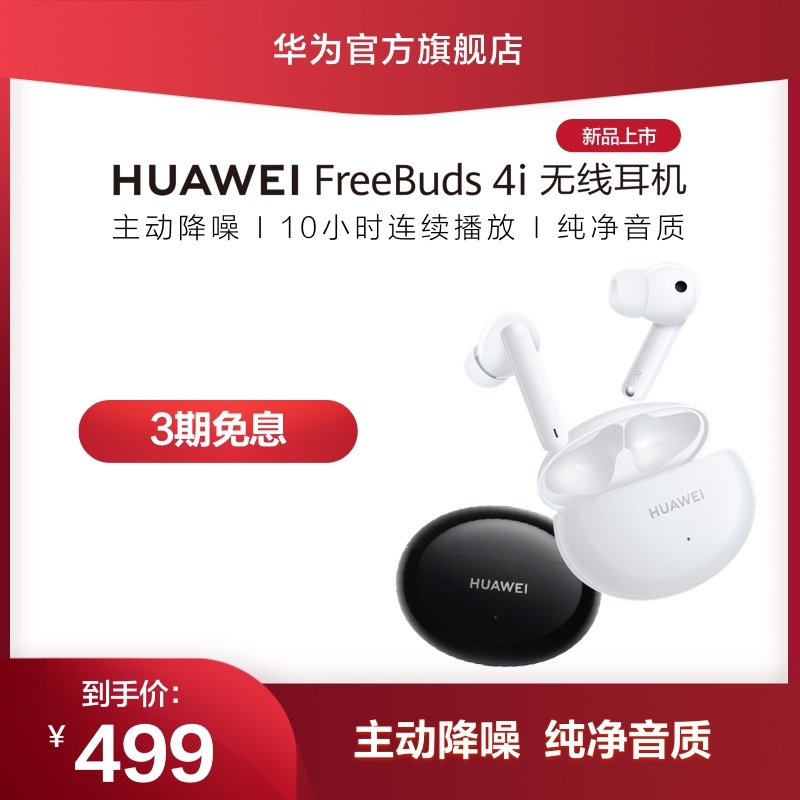 华为官方旗舰店
新品上市
HUAWEI FreeBuds 4i 无线耳机
主动降噪 I 10小时连续播放 I 纯净音质
3期免息
R
HUAWEI
HUAWEI
到手价：
¥ 499
主动降噪 纯净音质